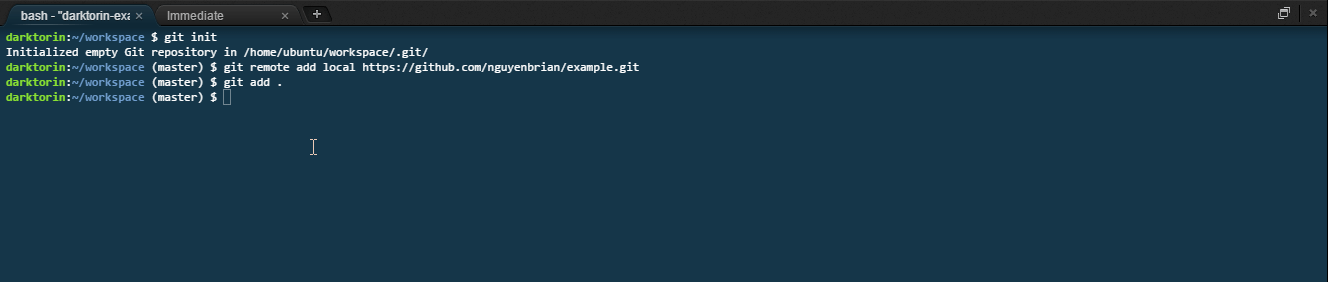 bash - "darktorin-exa
Immediate
darktorin:~/workspace $ git init
Initialized empty Git repository in /home/ubuntu/workspace/.git/
darktorin:~/workspace (master) $ git remote add local https://github.com/nguyenbrian/example.git
darktorin:~/workspace (master) $ git add .
darktorin:~/workspace (master) $